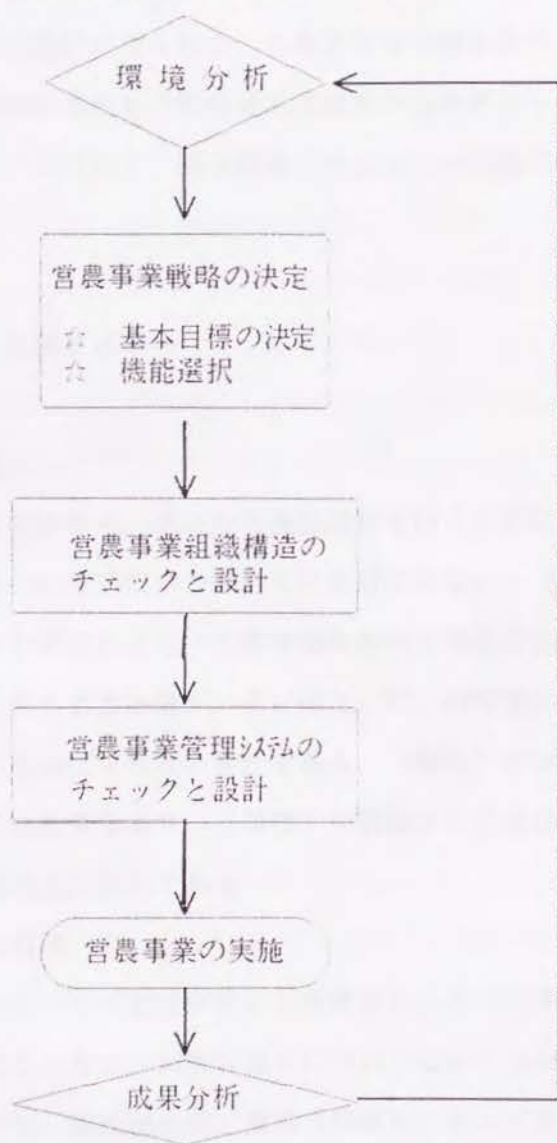 環境分析
営農事業戦略の決定
☆ 基本目標の決定
☆ 機能選択
営農事業組織構造の
チェックと設計
営農事業管理システムの
チェックと設計
営農事業の実施
成果分析